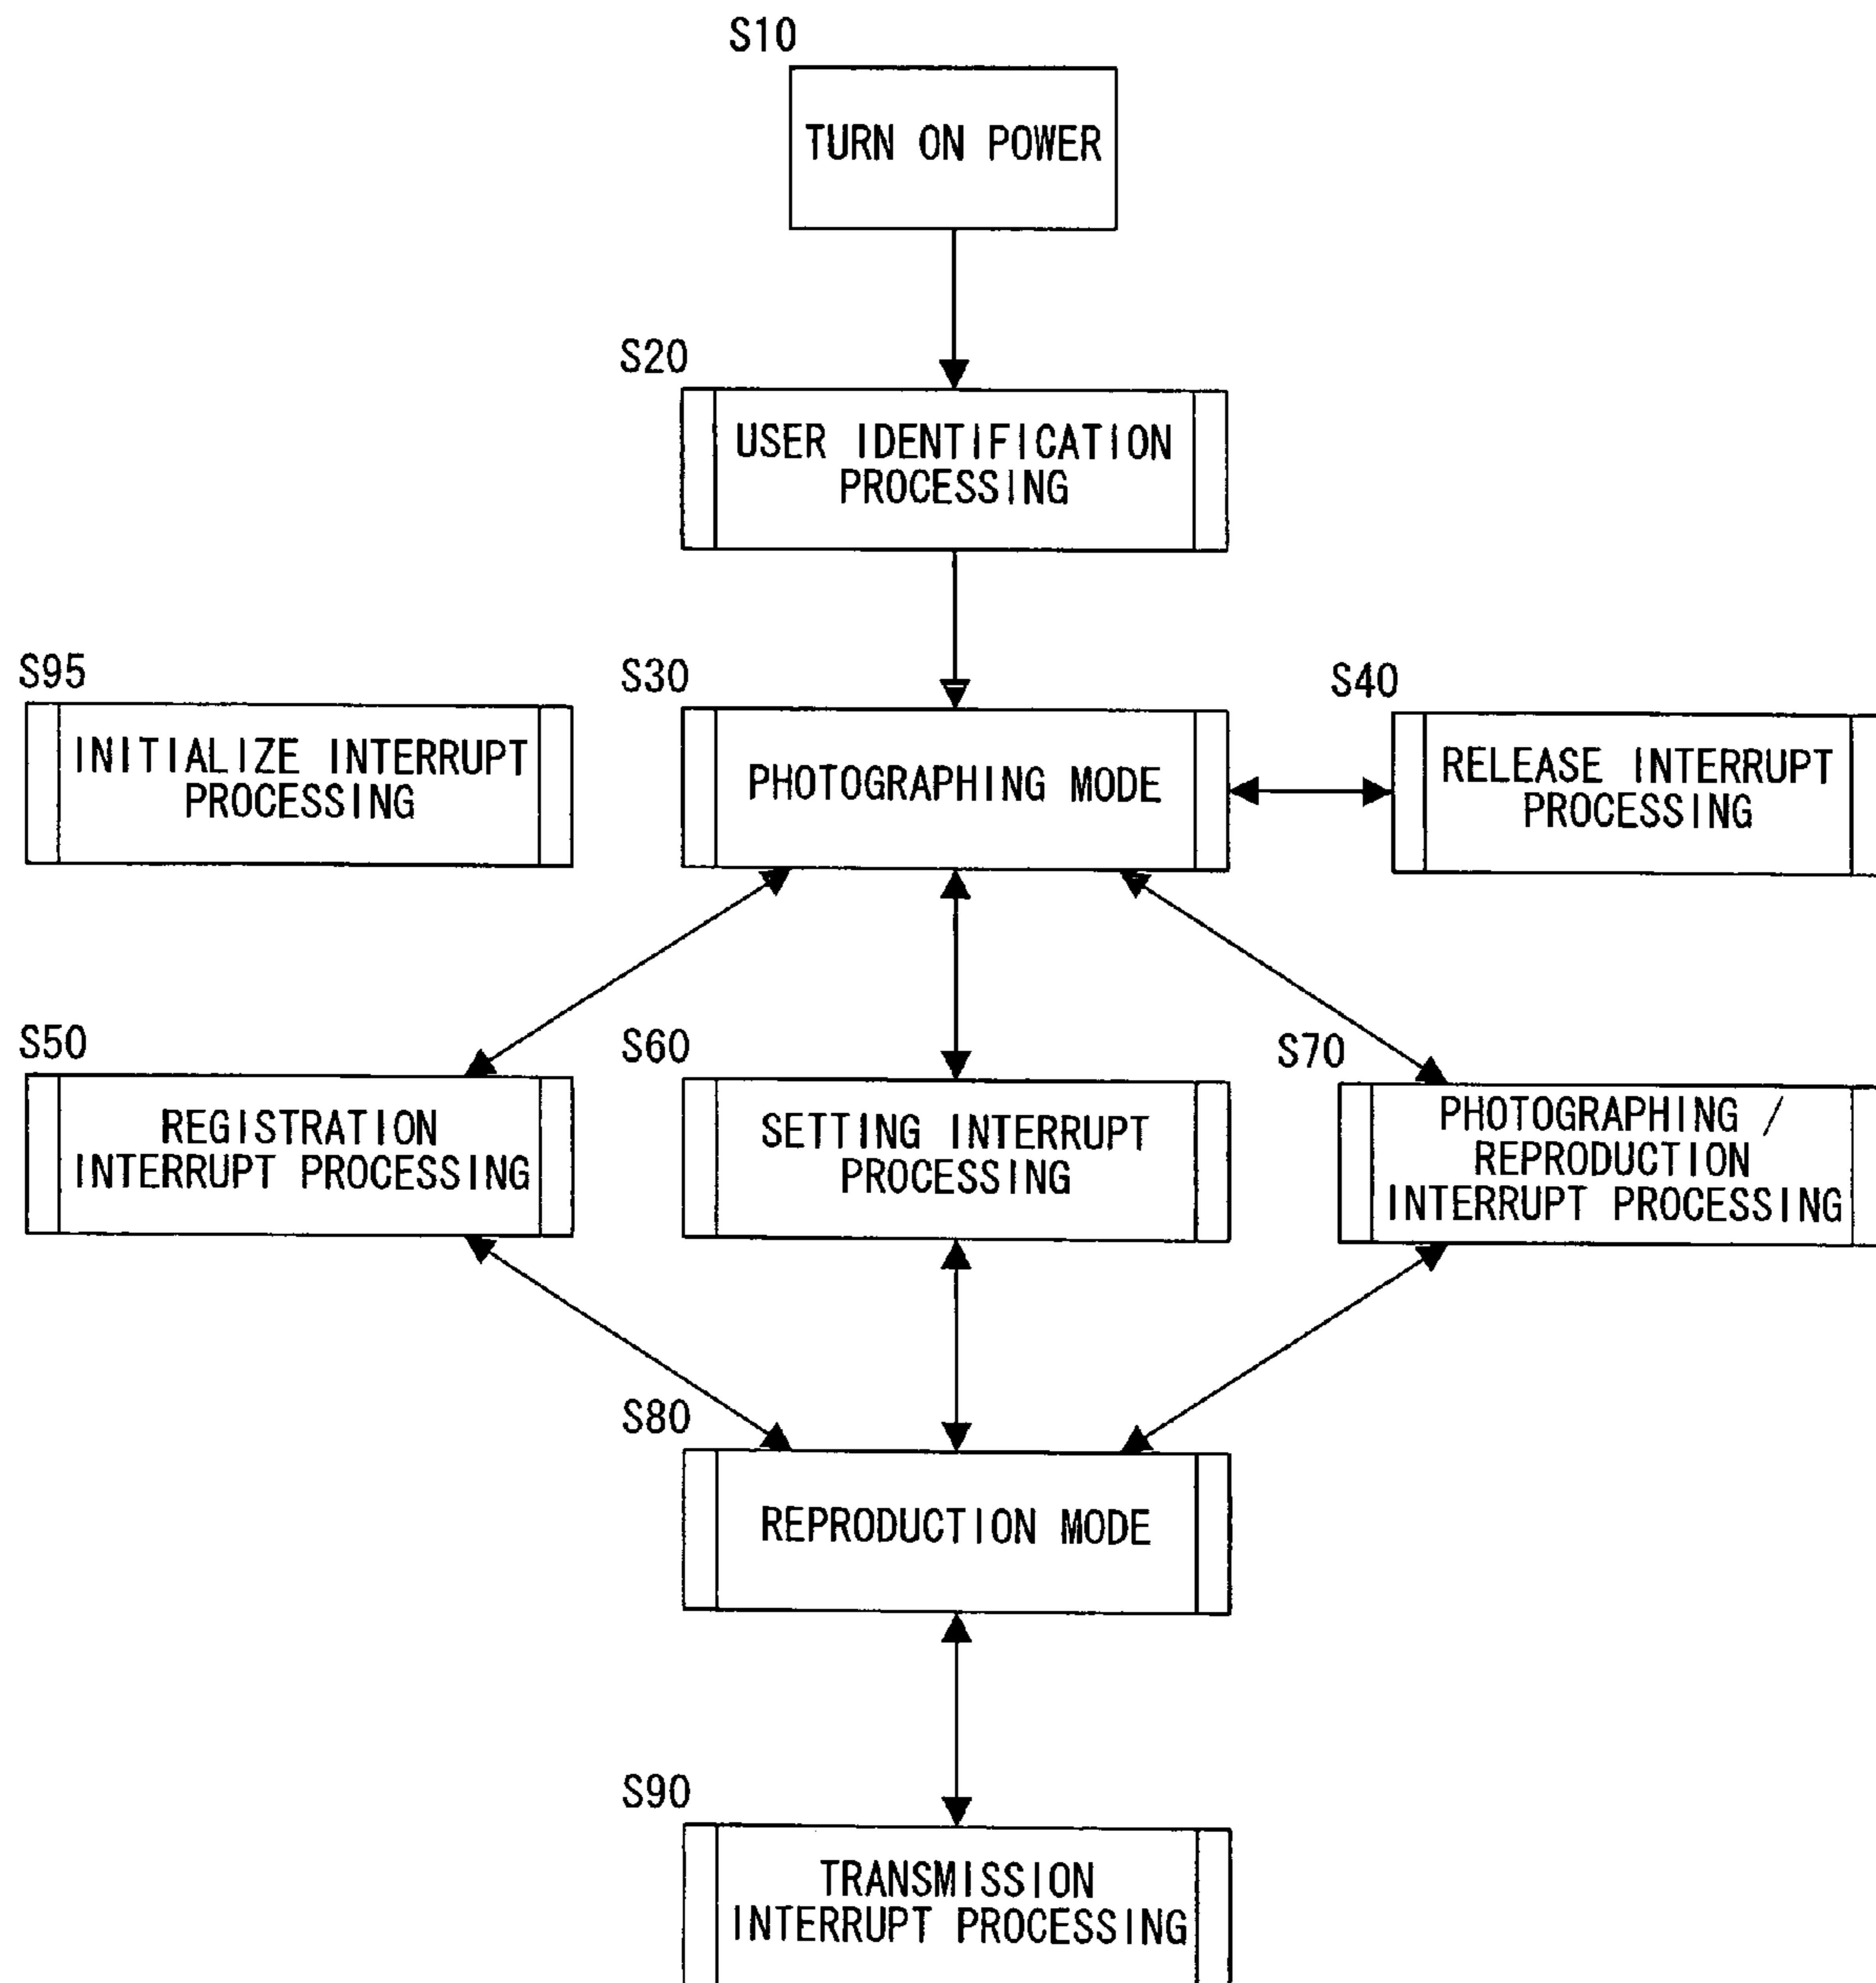 S10
TURN ON POWER
S20
USER IDENTIFICATION
PROCESSING
S95
INITIALIZE INTERRUPT
PROCESSING
S30
PHOTOGRAPHING MODE
S40
RELEASE INTERRUPT
PROCESSING
S50
REGISTRATION
INTERRUPT PROCESSING
S60
SETTING INTERRUPT
PROCESSING
S70
PHOTOGRAPHING /
REPRODUCTION
INTERRUPT PROCESSING
S80
REPRODUCTION MODE
S90
TRANSMISSION
INTERRUPT PROCESSING